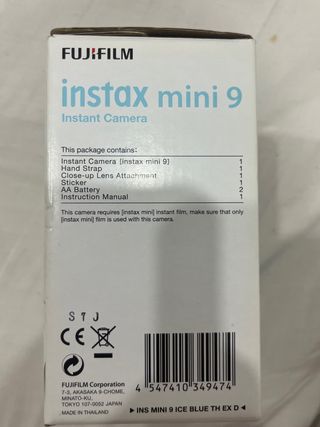 FUJIFILM
instax mini 9
Instant Camera
This package contains:
Instant Camera [instax mini 9] 1
Hand Strap 1
Close-up Lens Attachment 1
Sticker 1
AA Battery 2
Instruction Manual 1
This camera requires [instax mini] instant film, make sure that only
[instax mini] film is used with this camera.
S T J
CE
FUJIFILM Corporation
7-3, AKASAKA 9-CHOME,
MINATO-KU,
TOKYO 107-0052 JAPAN
MADE IN THAILAND
4 547410 349474
INS MINI 9 ICE BLUE TH EX D